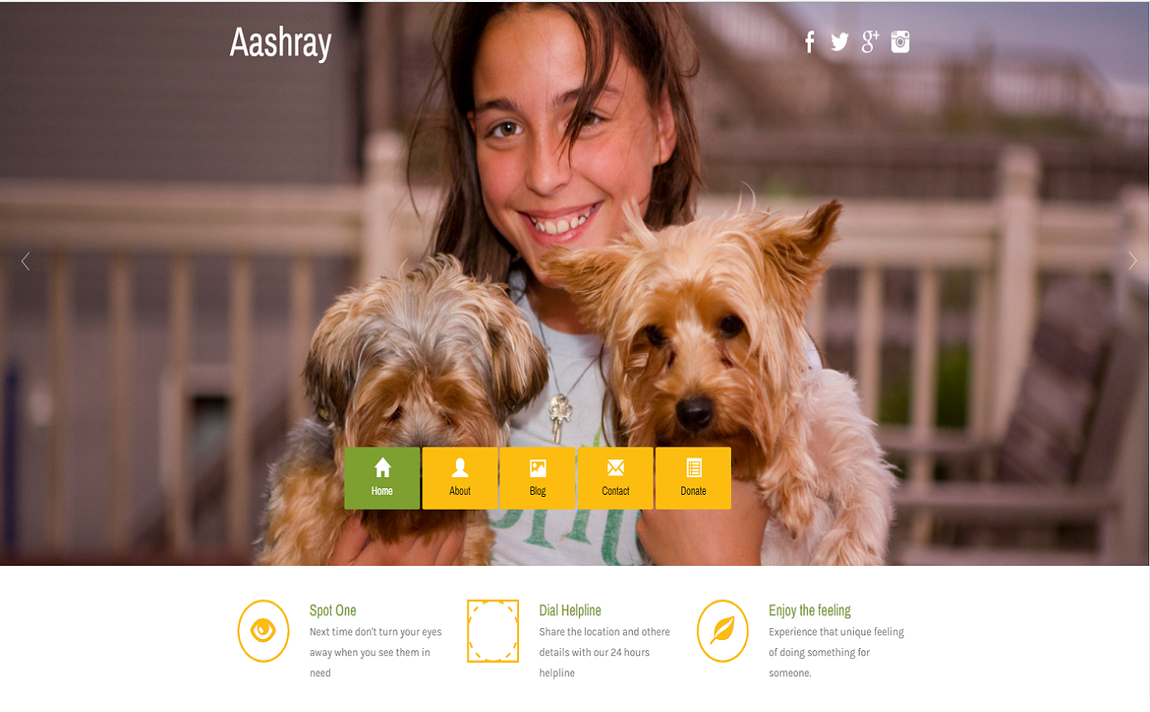 Aashray
Home
About
Blog
Contact
Donate
Spot One
Next time don't turn your eyes
away when you see them in
need
Dial Helpline
Share the location and othere
details with our 24 hours
helpline
Enjoy the feeling
Experience that unique feeling
of doing something for
someone.